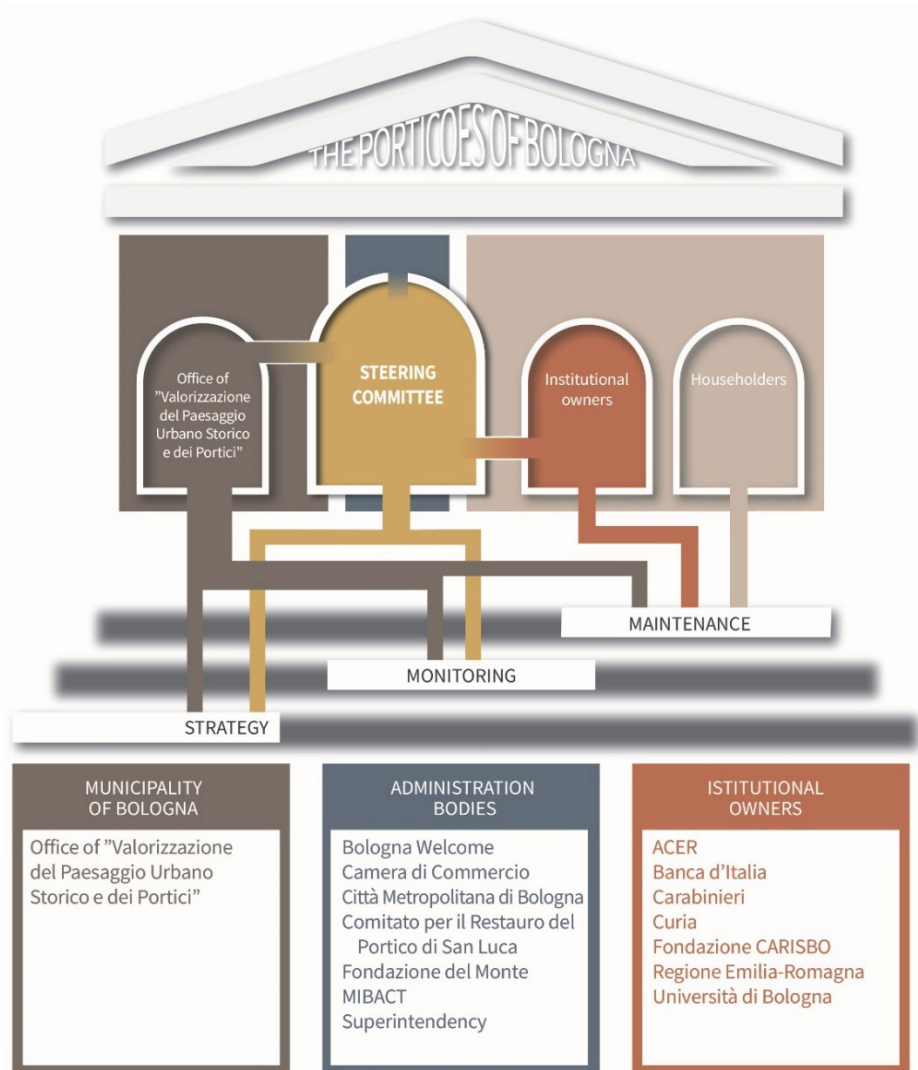 THE PORTICOES OF BOLOGNA
Office of
"Valorizzazione
del Paesaggio
Urbano Storico
e dei Portici"
STEERING
COMMITTEE
Institutional
owners
Householders
MAINTENANCE
MONITORING
STRATEGY
MUNICIPALITY
OF BOLOGNA
Office of "Valorizzazione
del Paesaggio Urbano
Storico e dei Portici"
ADMINISTRATION
BODIES
Bologna Welcome
Camera di Commercio
Città Metropolitana di Bologna
Comitato per il Restauro del
Portico di San Luca
Fondazione del Monte
MIBACT
Superintendency
ISTITUTIONAL
OWNERS
ACER
Banca d'Italia
Carabinieri
Curia
Fondazione CARISBO
Regione Emilia-Romagna
Università di Bologna